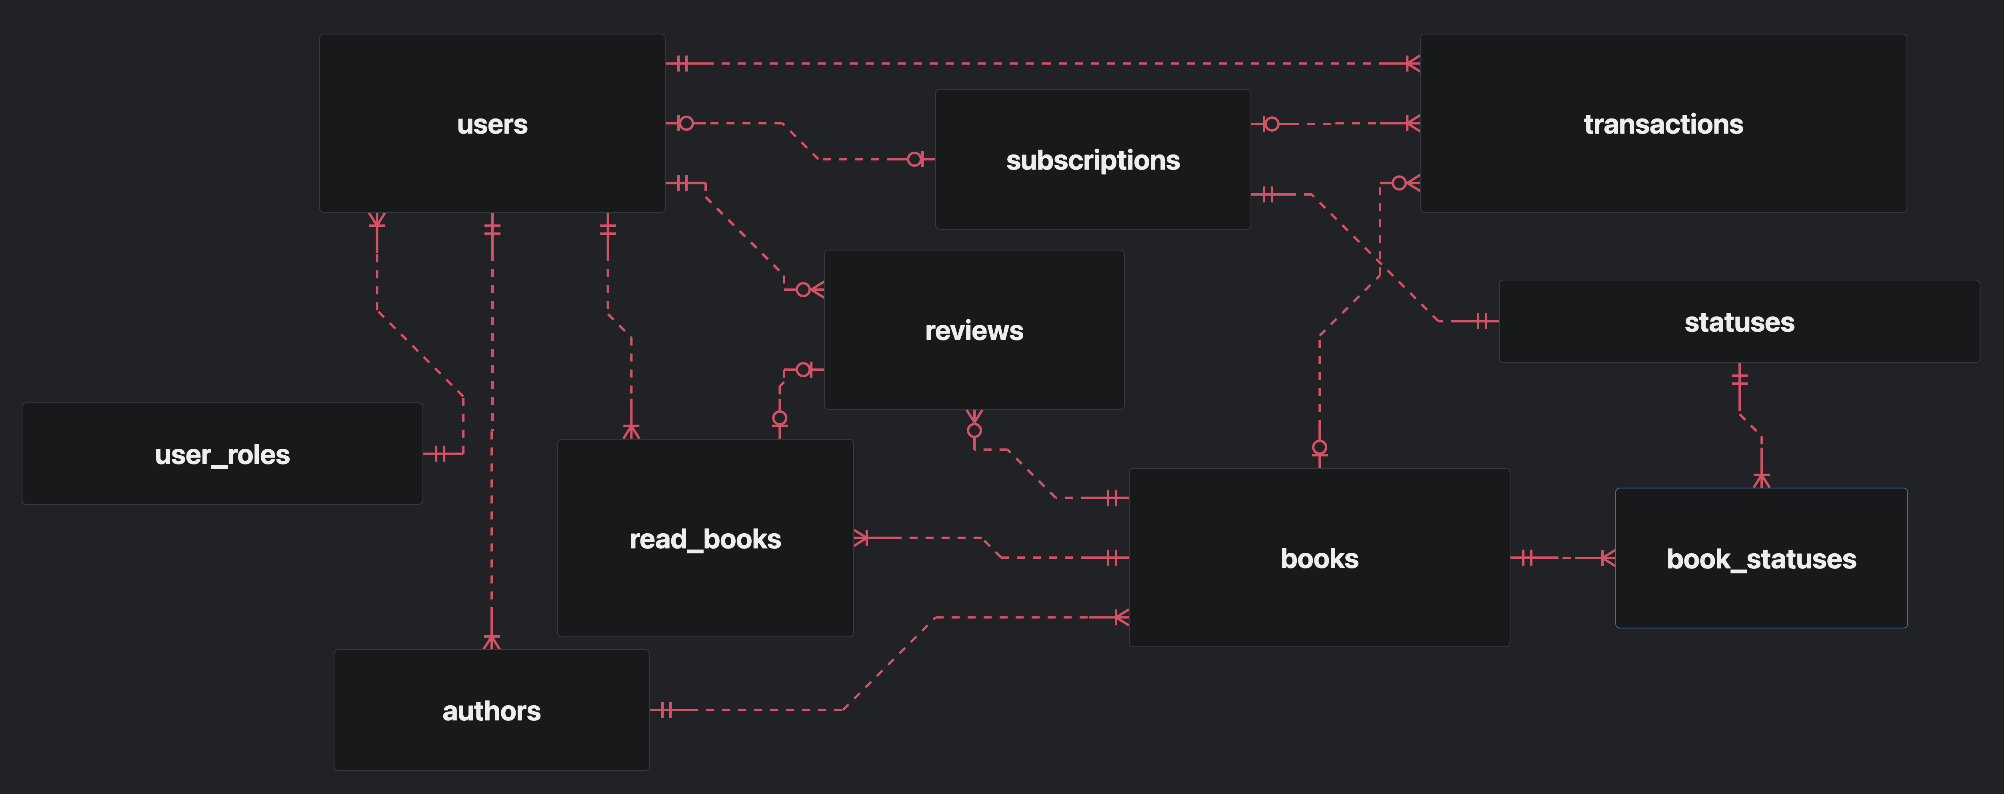 users
transactions
subscriptions
reviews
statuses
user_roles
read_books
books
book_statuses
authors